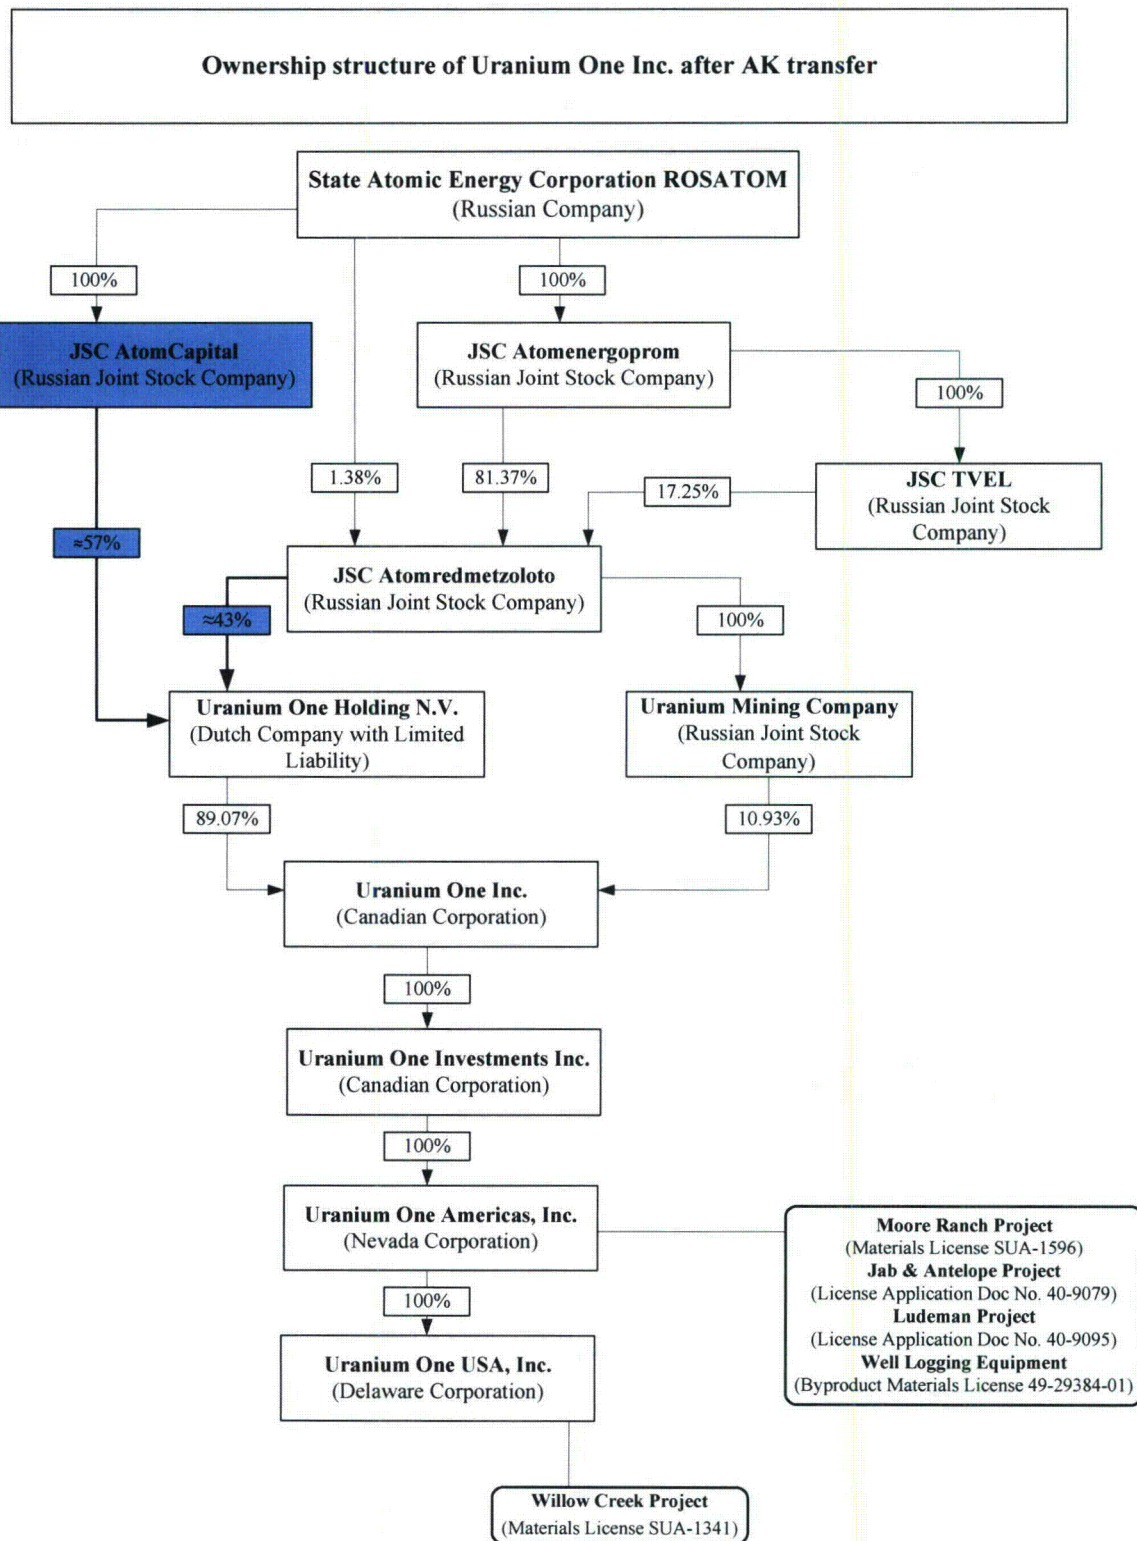 Ownership structure of Uranium One Inc. after AK transfer
State Atomic Energy Corporation ROSATOM
(Russian Company)
100%
100%
JSC AtomCapital
(Russian Joint Stock Company)
JSC Atomenergoprom
(Russian Joint Stock Company)
100%
1.38%
81.37%
17.25%
JSC TVEL
(Russian Joint Stock
Company)
≈57%
JSC Atomredmetzoloto
(Russian Joint Stock Company)
≈43%
100%
Uranium One Holding N.V.
(Dutch Company with Limited
Liability)
Uranium Mining Company
(Russian Joint Stock
Company)
89.07%
10.93%
Uranium One Inc.
(Canadian Corporation)
100%
Uranium One Investments Inc.
(Canadian Corporation)
100%
Uranium One Americas, Inc.
(Nevada Corporation)
Moore Ranch Project
(Materials License SUA-1596)
Jab & Antelope Project
(License Application Doc No. 40-9079)
Ludeman Project
(License Application Doc No. 40-9095)
Well Logging Equipment
(Byproduct Materials License 49-29384-01)
100%
Uranium One USA, Inc.
(Delaware Corporation)
Willow Creek Project
(Materials License SUA-1341)